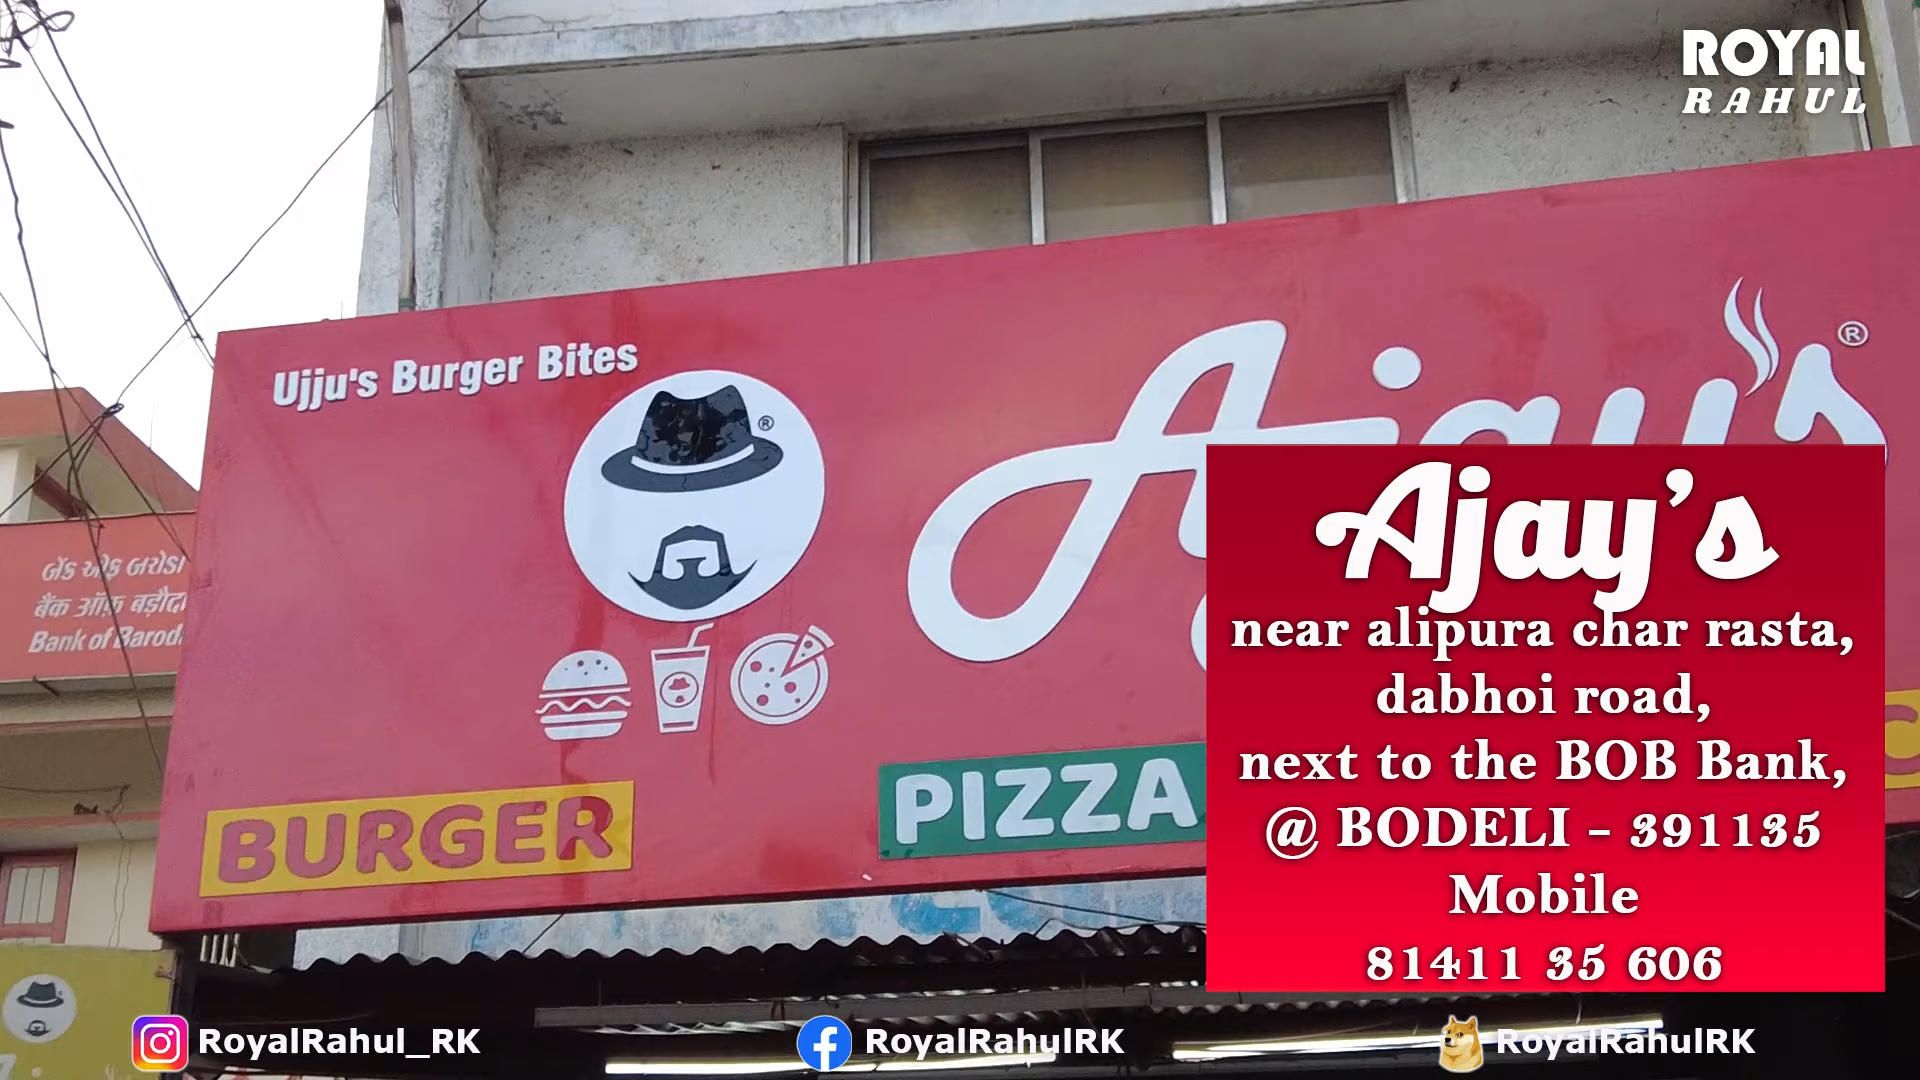 ROYAL
RAHUL
Ujju's Burger Bites
®
Ajay's ®
બેંક ઓફ બરોડા
बैंक ऑफ़ बड़ौदा
Bank of Barod
BURGER
PIZZA
Ajay's
near alipura char rasta,
dabhoi road,
next to the BOB Bank,
@ BODELI - 391135
Mobile
81411 35 606
RoyalRahul_RK
RoyalRahulRK
RoyalRahulRK